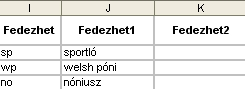 I J K
Fedezhet Fedezhet1 Fedezhet2
sp sportló
wp welsh póni
no nóniusz